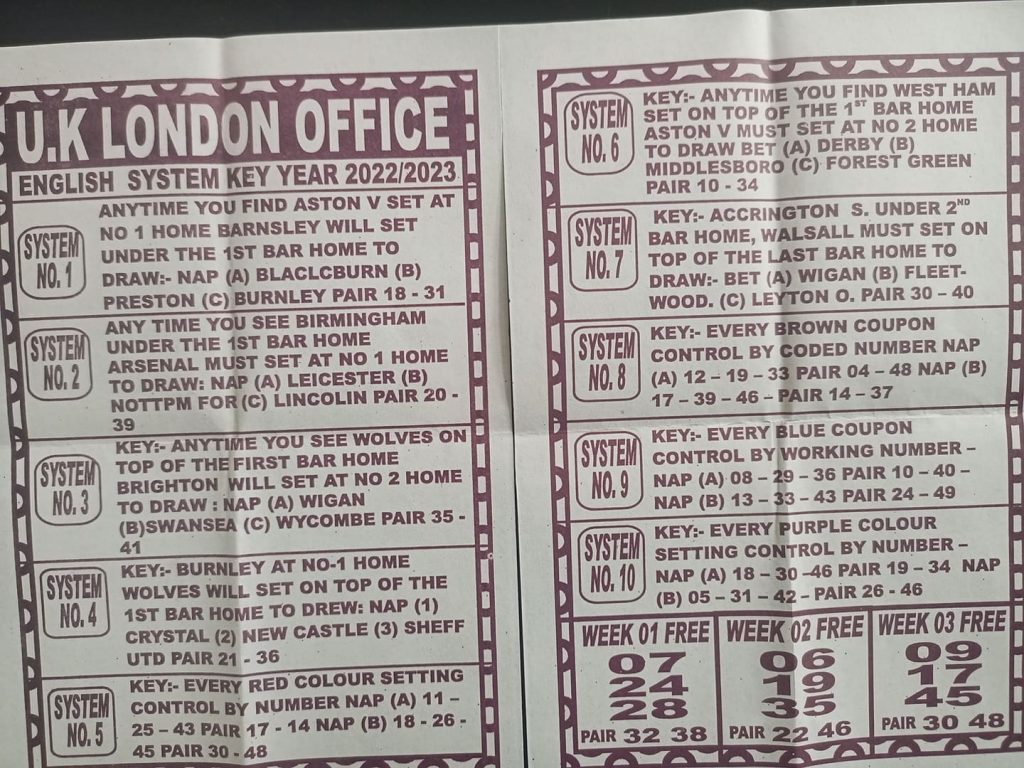 U.K LONDON OFFICE
ENGLISH SYSTEM KEY YEAR 2022/2023
SYSTEM
NO. 1
ANYTIME YOU FIND ASTON V SET AT
NO 1 HOME BARNSLEY WILL SET
UNDER THE 1ST BAR HOME TO
DRAW:- NAP (A) BLACLCBURN (B)
PRESTON (C) BURNLEY PAIR 18 - 31
SYSTEM
NO. 2
ANY TIME YOU SEE BIRMINGHAM
UNDER THE 1ST BAR HOME
ARSENAL MUST SET AT NO 1 HOME
TO DRAW: NAP (A) LEICESTER (B)
NOTTPM FOR (C) LINCOLIN PAIR 20 -
39
SYSTEM
NO. 3
KEY:- ANYTIME YOU SEE WOLVES ON
TOP OF THE FIRST BAR HOME
BRIGHTON WILL SET AT NO 2 HOME
TO DRAW : NAP (A) WIGAN
(B)SWANSEA (C) WYCOMBE PAIR 35 -
41
SYSTEM
NO. 4
KEY:- BURNLEY AT NO-1 HOME
WOLVES WILL SET ON TOP OF THE
1ST BAR HOME TO DREW: NAP (1)
CRYSTAL (2) NEW CASTLE (3) SHEFF
UTD PAIR 21 - 36
SYSTEM
NO. 5
KEY:- EVERY RED COLOUR SETTING
CONTROL BY NUMBER NAP (A) 11 –
25 – 43 PAIR 17 - 14 NAP (B) 18 - 26 -
45 PAIR 30 - 48
SYSTEM
NO. 6
KEY:- ANYTIME YOU FIND WEST HAM
SET ON TOP OF THE 1ST BAR HOME
ASTON V MUST SET AT NO 2 HOME
TO DRAW BET (A) DERBY (B)
MIDDLESBORO (C) FOREST GREEN
PAIR 10 - 34
SYSTEM
NO. 7
KEY:- ACCRINGTON S. UNDER 2ND
BAR HOME, WALSALL MUST SET ON
TOP OF THE LAST BAR HOME TO
DRAW:- BET (A) WIGAN (B) FLEET-
WOOD. (C) LEYTON O. PAIR 30 – 40
SYSTEM
NO. 8
KEY:- EVERY BROWN COUPON
CONTROL BY CODED NUMBER NAP
(A) 12 – 19 – 33 PAIR 04 – 48 NAP (B)
17 – 39 – 46 – PAIR 14 – 37
SYSTEM
NO. 9
KEY:- EVERY BLUE COUPON
CONTROL BY WORKING NUMBER –
NAP (A) 08 – 29 – 36 PAIR 10 – 40 –
NAP (B) 13 – 33 – 43 PAIR 24 – 49
SYSTEM
NO. 10
KEY:- EVERY PURPLE COLOUR
SETTING CONTROL BY NUMBER –
NAP (A) 18 – 30 –46 PAIR 19 – 34 NAP
(B) 05 – 31 – 42 – PAIR 26 - 46
WEEK 01 FREE
07
24
28
PAIR 32 38
WEEK 02 FREE
06
19
35
PAIR 22 46
WEEK 03 FREE
09
17
45
PAIR 30 48